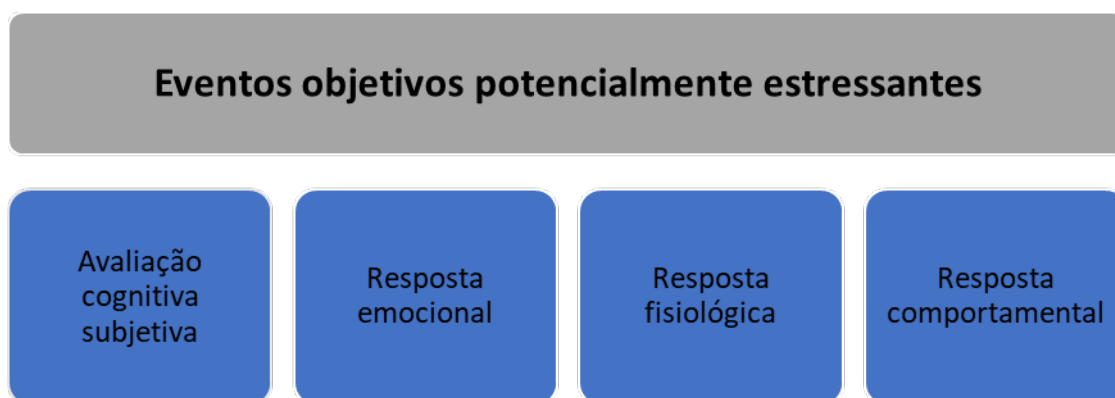 Eventos objetivos potencialmente estressantes
Avaliação
cognitiva
subjetiva
Resposta
emocional
Resposta
fisiológica
Resposta
comportamental